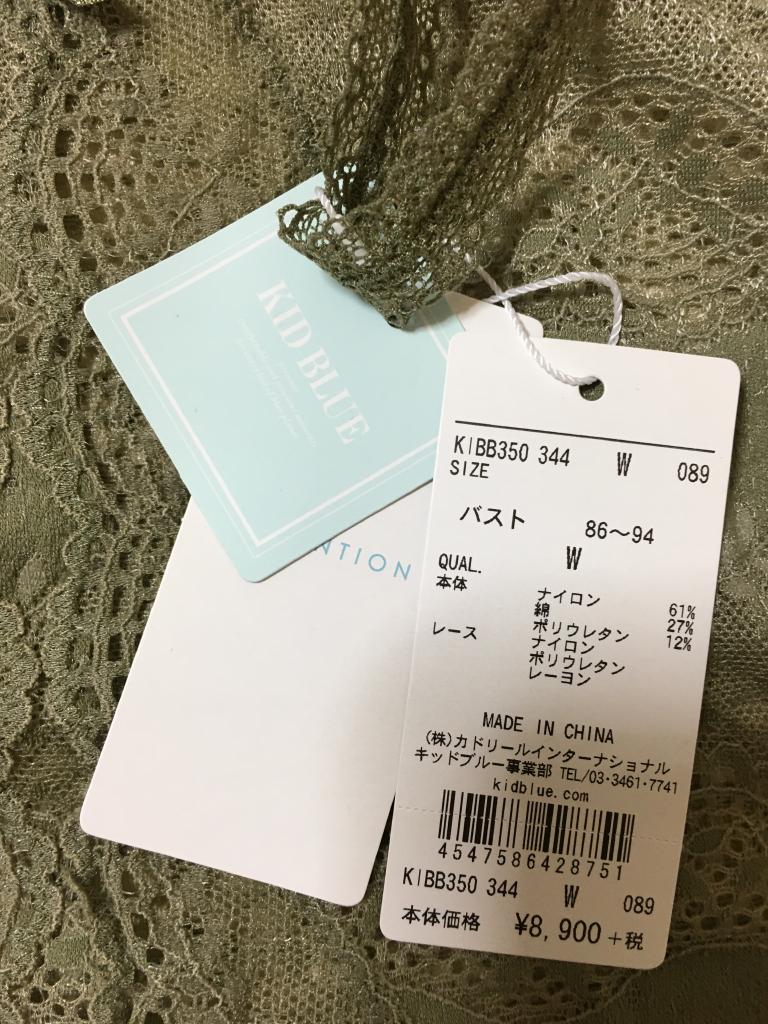 KID BLUE
NTION
KIBB350 344 W 089
SIZE
バスト 86～94
W
QUAL.
本体 ナイロン 61%
綿 27%
ポリウレタン 12%
レース ナイロン
ポリウレタン
レーヨン
MADE IN CHINA
(株)カドリールインターナショナル
キッドブルー事業部 TEL/03·3461·7741
kidblue.com
4547586428751
KIBB350 344 W 089
本体価格 ¥8,900+税